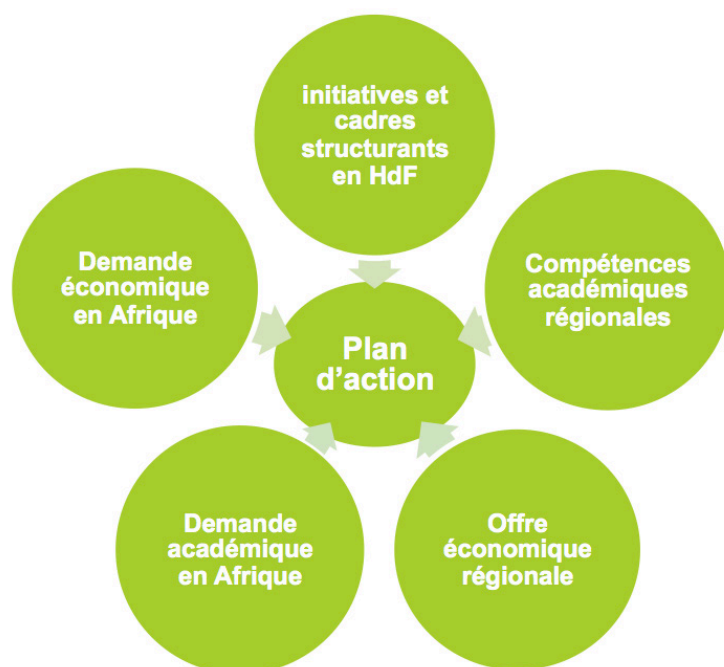 initiatives et
cadres
structurants
en HdF
Demande
économique
en Afrique
Compétences
académiques
régionales
Plan
d’action
Demande
académique
en Afrique
Offre
économique
régionale